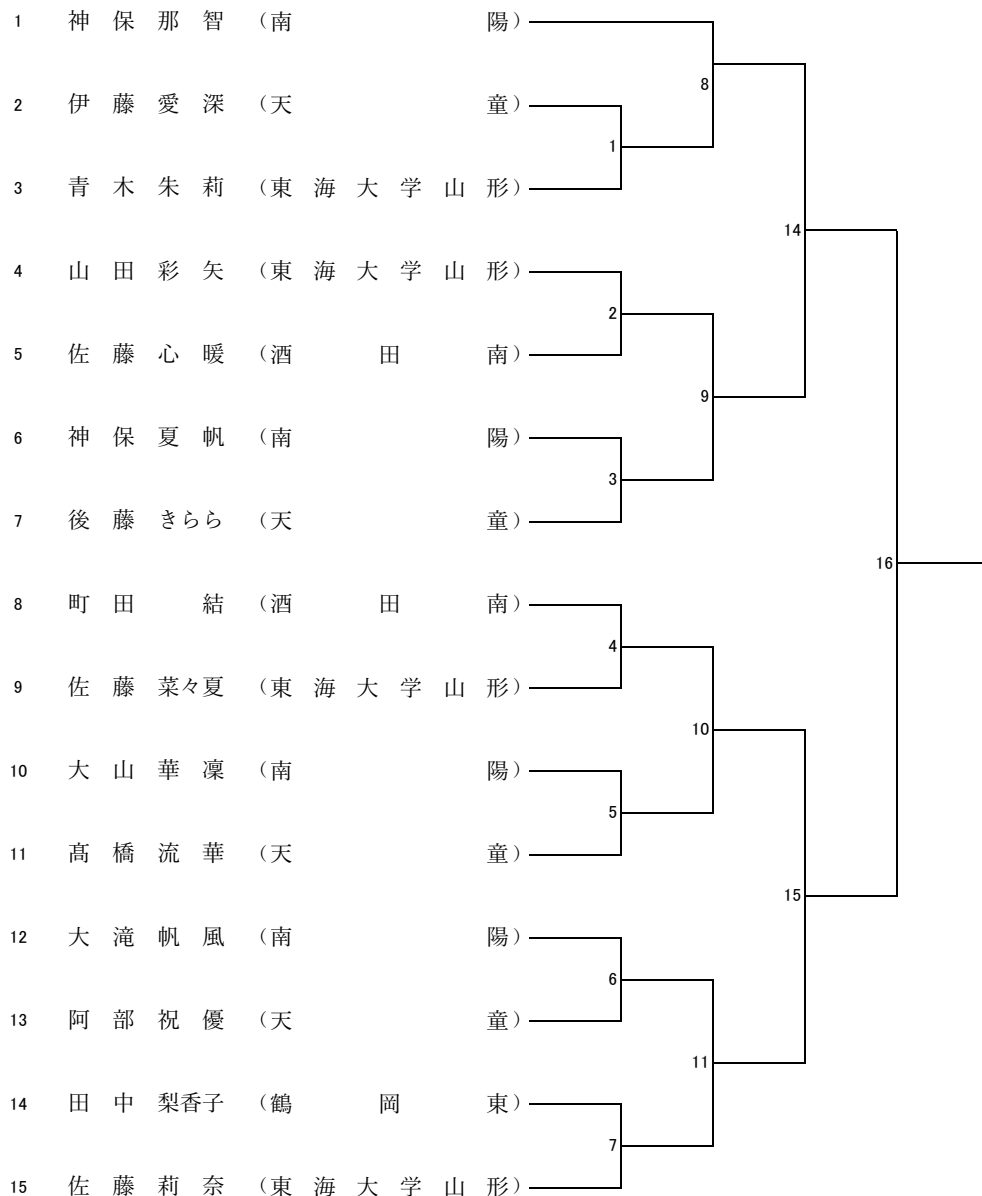 1 神保那智 (南陽)
8
2 伊藤愛深 (天童)
1
3 青木朱莉 (東海大学山形)
14
4 山田彩矢 (東海大学山形)
2
5 佐藤心暖 (酒田南)
9
6 神保夏帆 (南陽)
3
7 後藤きらら (天童)
16
8 町田結 (酒田南)
4
9 佐藤菜々夏 (東海大学山形)
10
10 大山華凜 (南陽)
5
11 髙橋流華 (天童)
15
12 大滝帆風 (南陽)
6
13 阿部祝優 (天童)
11
14 田中梨香子 (鶴岡東)
7
15 佐藤莉奈 (東海大学山形)